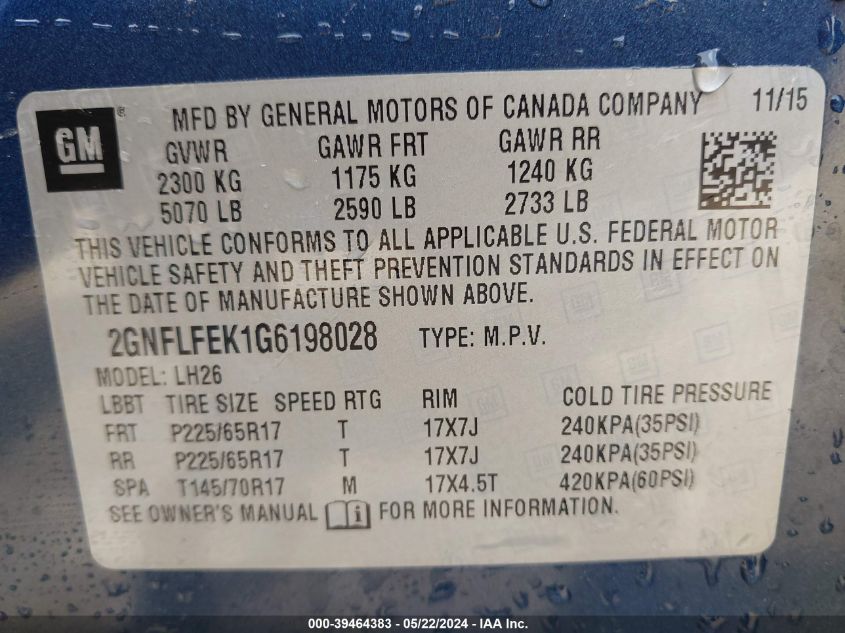 GM ® MFD BY GENERAL MOTORS OF CANADA COMPANY 11/15
GVWR GAWR FRT GAWR RR
2300 KG 1175 KG 1240 KG
5070 LB 2590 LB 2733 LB
THIS VEHICLE CONFORMS TO ALL APPLICABLE U.S. FEDERAL MOTOR
VEHICLE SAFETY AND THEFT PREVENTION STANDARDS IN EFFECT ON
THE DATE OF MANUFACTURE SHOWN ABOVE.
2GNFLFEK1G6198028 TYPE: M.P.V.
MODEL: LH26
LBBT TIRE SIZE SPEED RTG RIM COLD TIRE PRESSURE
FRT P225/65R17 T 17X7J 240KPA(35PSI)
RR P225/65R17 T 17X7J 240KPA(35PSI)
SPA T145/70R17 M 17X4.5T 420KPA(60PSI)
SEE OWNER'S MANUAL i FOR MORE INFORMATION.
000-39464383 - 05/22/2024 - IAA Inc.